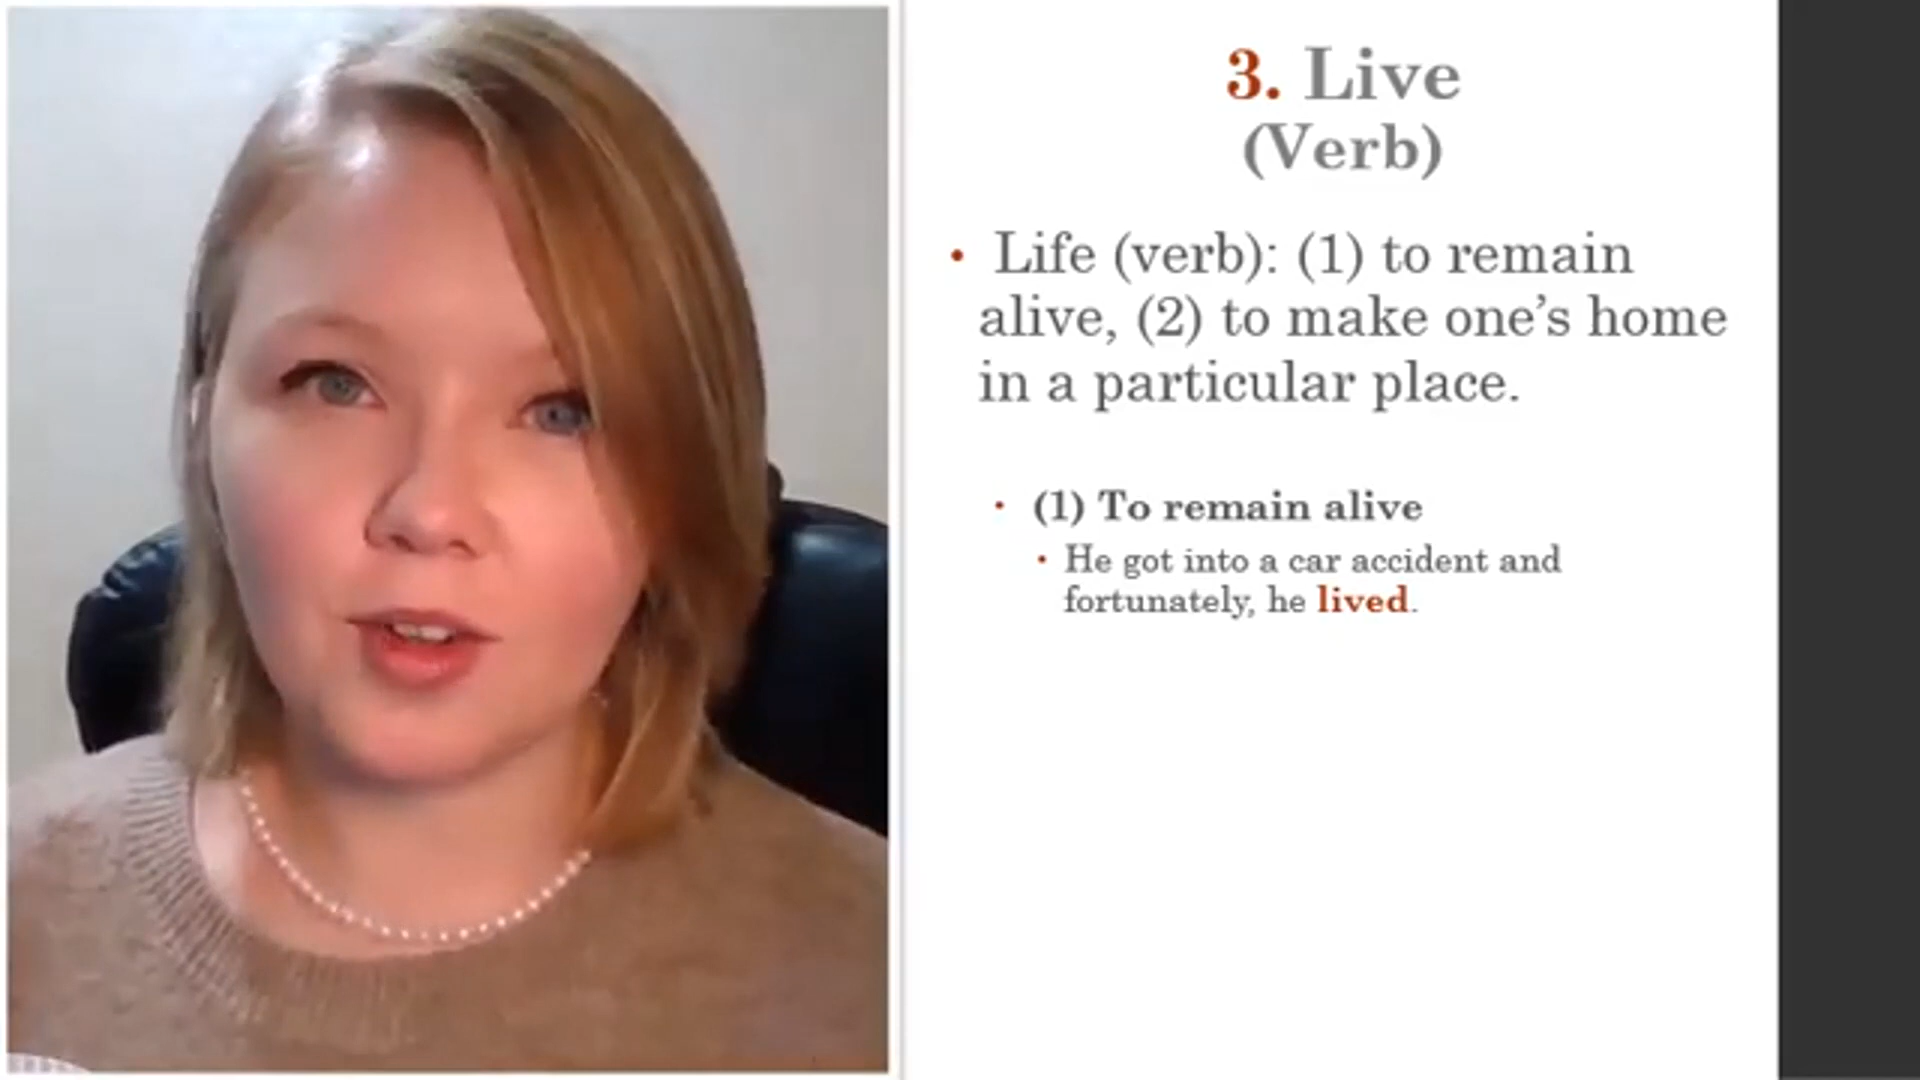 3. Live
(Verb)
• Life (verb): (1) to remain
alive, (2) to make one’s home
in a particular place.
• (1) To remain alive
• He got into a car accident and
fortunately, he lived.